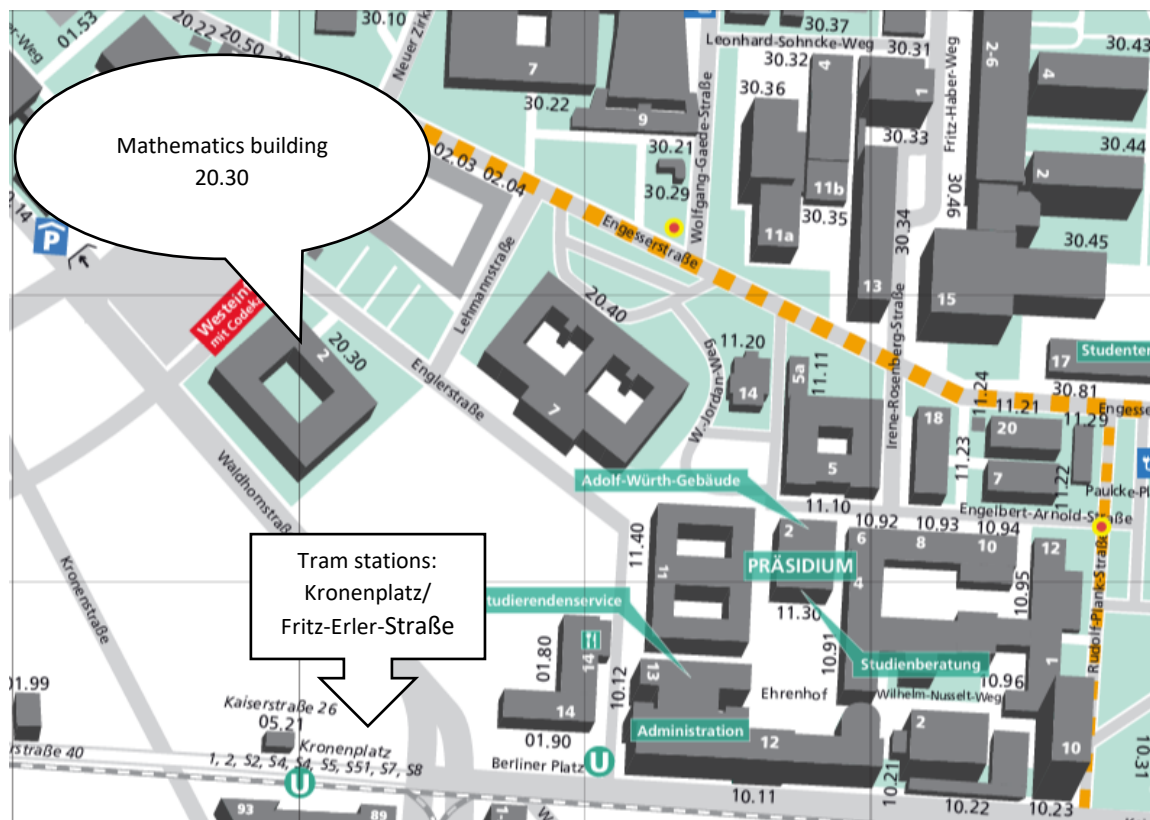 01.53
20.22
20.50
30.10
Neuer Zirk
7
30.22
9
30.37
Leonhard-Sohncke-Weg
30.31
30.32
4
30.36
1
30.33
Fritz-Haber-Weg
2-6
30.43
4
30.44
2
30.46
30.45
Mathematics building
20.30
02.03
02.04
30.21
30.29
Wolfgang-Gaede-Straße
11b
30.35
11a
30.34
13
15
P
Engesserstraße
Westein
mit Codek
2
20.30
Lehmannstraße
20.40
7
Englerstraße
W.-Jordan-Weg
11.20
14
5a
11.11
5
11.10
Irene-Rosenberg-Straße
17
Studenten
30.81
11.24
11.21
11.29
Engesse
18
20
11.23
7
11.22
Paulcke-Pl
Engelbert-Arnold-Straße
Waldhornstraße
Kronenstraße
Adolf-Würth-Gebäude
10.92
10.93
10.94
11.40
11
2
PRÄSIDIUM
11.30
6
8
10
4
12
10.95
Rudolf-Plank-Straße
Tram stations:
Kronenplatz/
Fritz-Erler-Straße
tudierendenservice
Studienberatung
10.91
1
10.96
Wilhelm-Nusselt-Weg
01.80
14
10.12
13
Ehrenhof
Administration
12
2
10
10.31
01.99
Kaiserstraße 26
05.21
14
01.90
rstraße 40
Kronenplatz
1, 2, S2, S4, S4, S5, S51, S7, S8
U
Berliner Platz
U
10.11
10.21
10.22
10.23
93
89